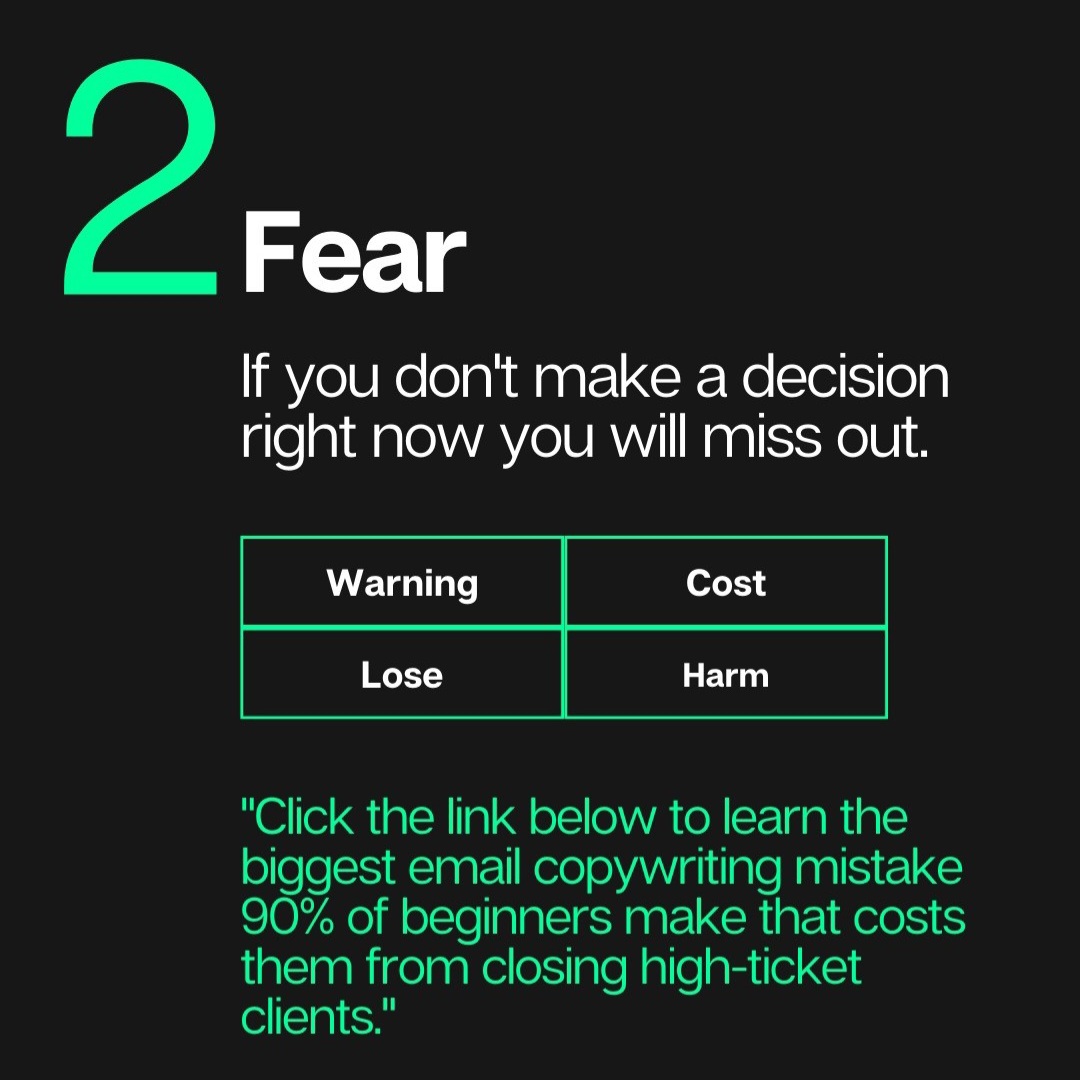 2
Fear
If you don't make a decision
right now you will miss out.
Warning
Cost
Lose
Harm
"Click the link below to learn the
biggest email copywriting mistake
90% of beginners make that costs
them from closing high-ticket
clients."